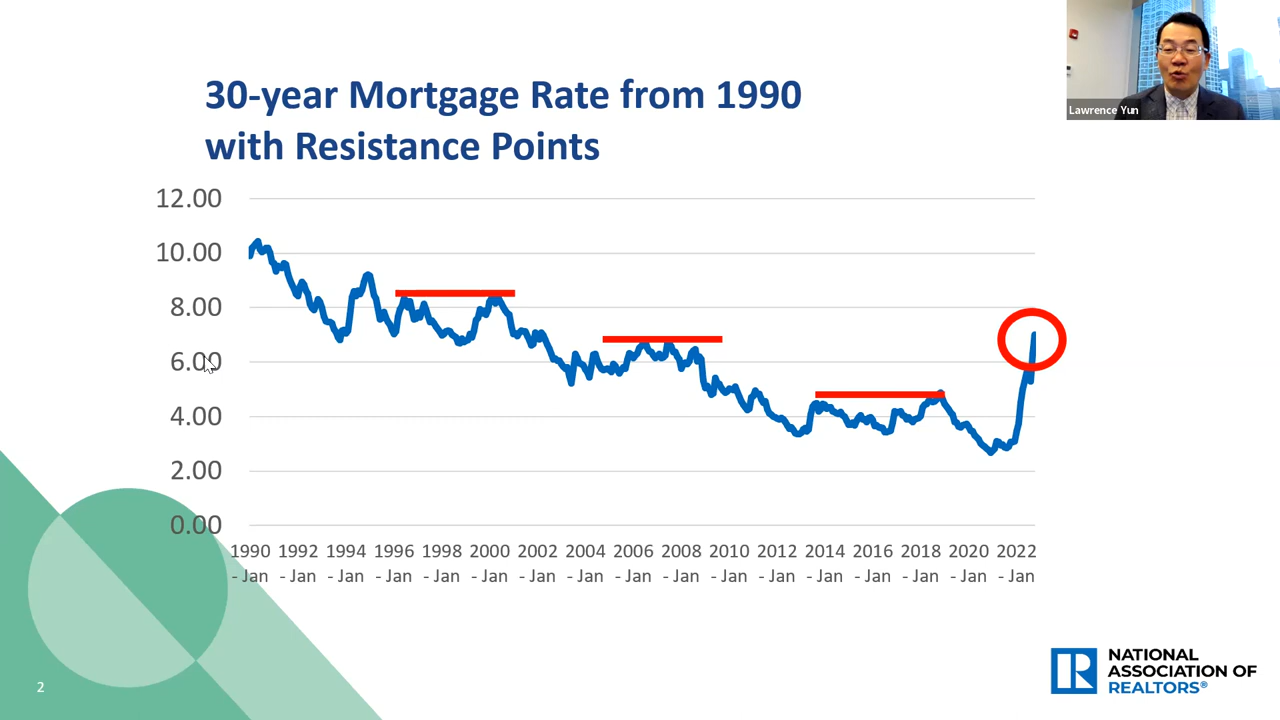 Lawrence Yun
30-year Mortgage Rate from 1990
with Resistance Points
12.00
10.00
8.00
6.00
4.00
2.00
0.00
1990 1992 1994 1996 1998 2000 2002 2004 2006 2008 2010 2012 2014 2016 2018 2020 2022
- Jan - Jan - Jan - Jan - Jan - Jan - Jan - Jan - Jan - Jan - Jan - Jan - Jan - Jan - Jan - Jan - Jan
NATIONAL
ASSOCIATION OF
REALTORS®
2